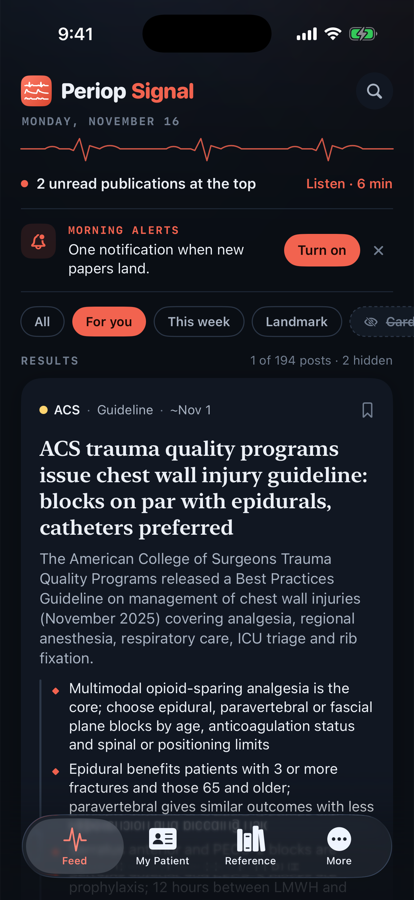 9:41
Periop Signal
MONDAY, NOVEMBER 16
2 unread publications at the top
Listen · 6 min
MORNING ALERTS
One notification when new
papers land.
Turn on
All
For you
This week
Landmark
RESULTS
1 of 194 posts · 2 hidden
ACS · Guideline · ~Nov 1
ACS trauma quality programs
issue chest wall injury guideline:
blocks on par with epidurals,
catheters preferred
The American College of Surgeons Trauma
Quality Programs released a Best Practices
Guideline on management of chest wall injuries
(November 2025) covering analgesia, regional
anesthesia, respiratory care, ICU triage and rib
fixation.
Multimodal opioid-sparing analgesia is the
core; choose epidural, paravertebral or fascial
plane blocks by age, anticoagulation status
and spinal or positioning limits
Epidural benefits patients with 3 or more
fractures and those 65 and older;
paravertebral gives similar outcomes with less
Feed
My Patient
Reference
More
prophylaxis; 12 hours between LMWH and